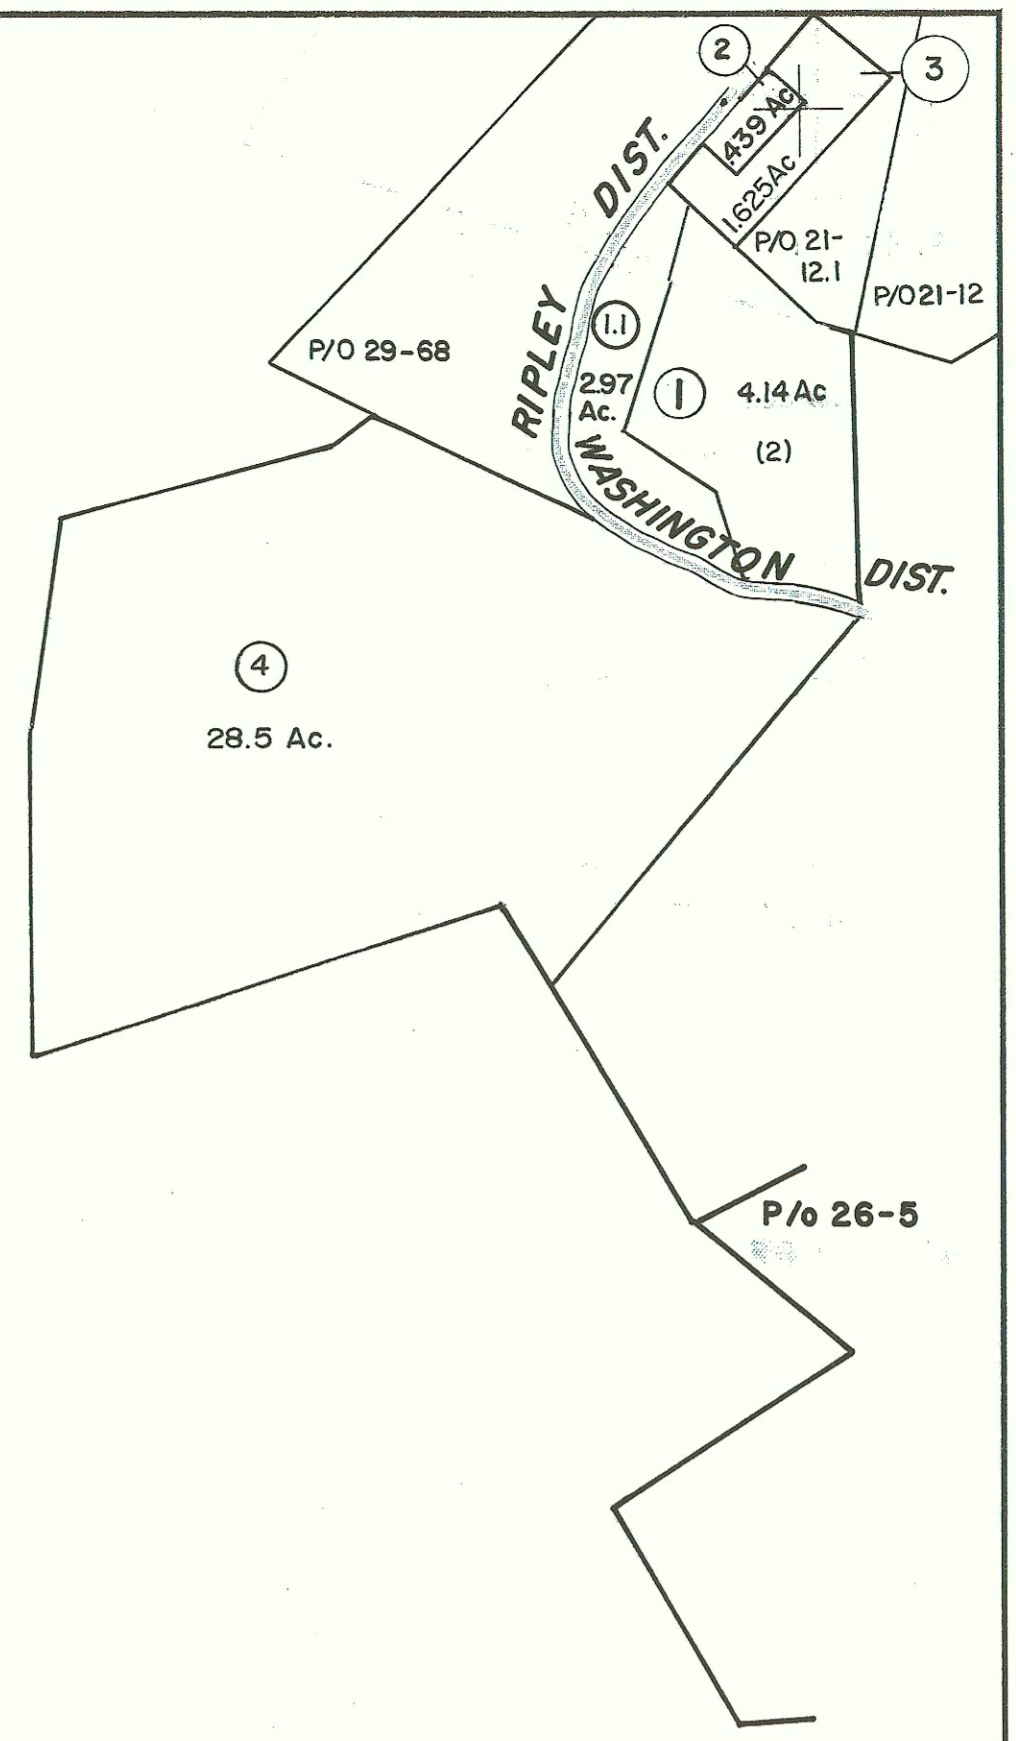 2
3
.439 Ac
1.625 Ac
RIPLEY DIST.
P/O 21-
12.1
P/O 21-12
1.1
P/O 29-68
2.97
Ac.
1
4.14 Ac
(2)
WASHINGTON DIST.
4
28.5 Ac.
P/o 26-5